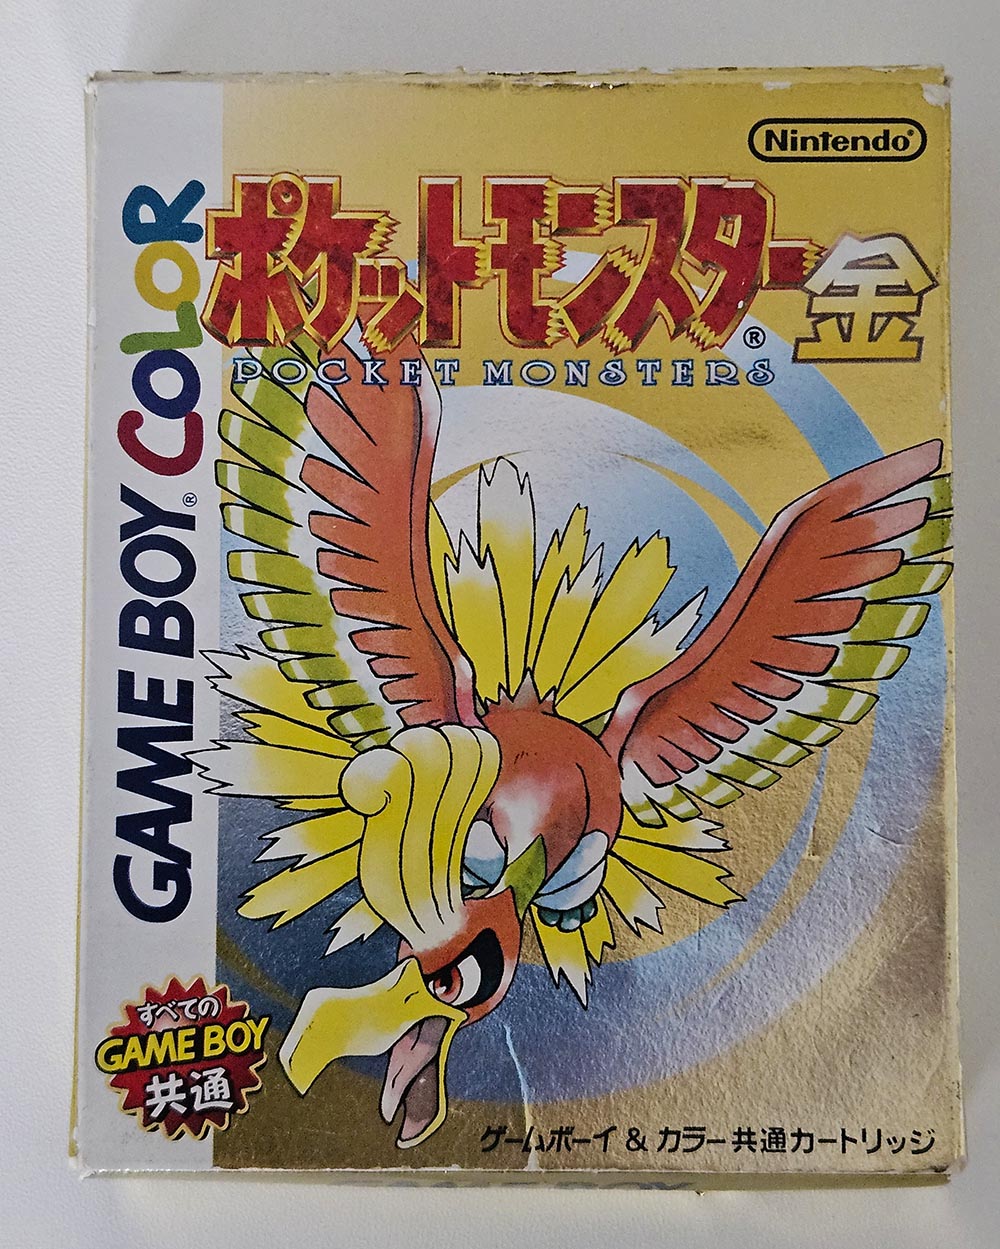 Nintendo®
ポケットモンスター金
®
POCKET MONSTERS
GAME BOY® COLOR
すべての
GAME BOY
共通
ゲームボーイ & カラー共通カートリッジ
GAME BOY